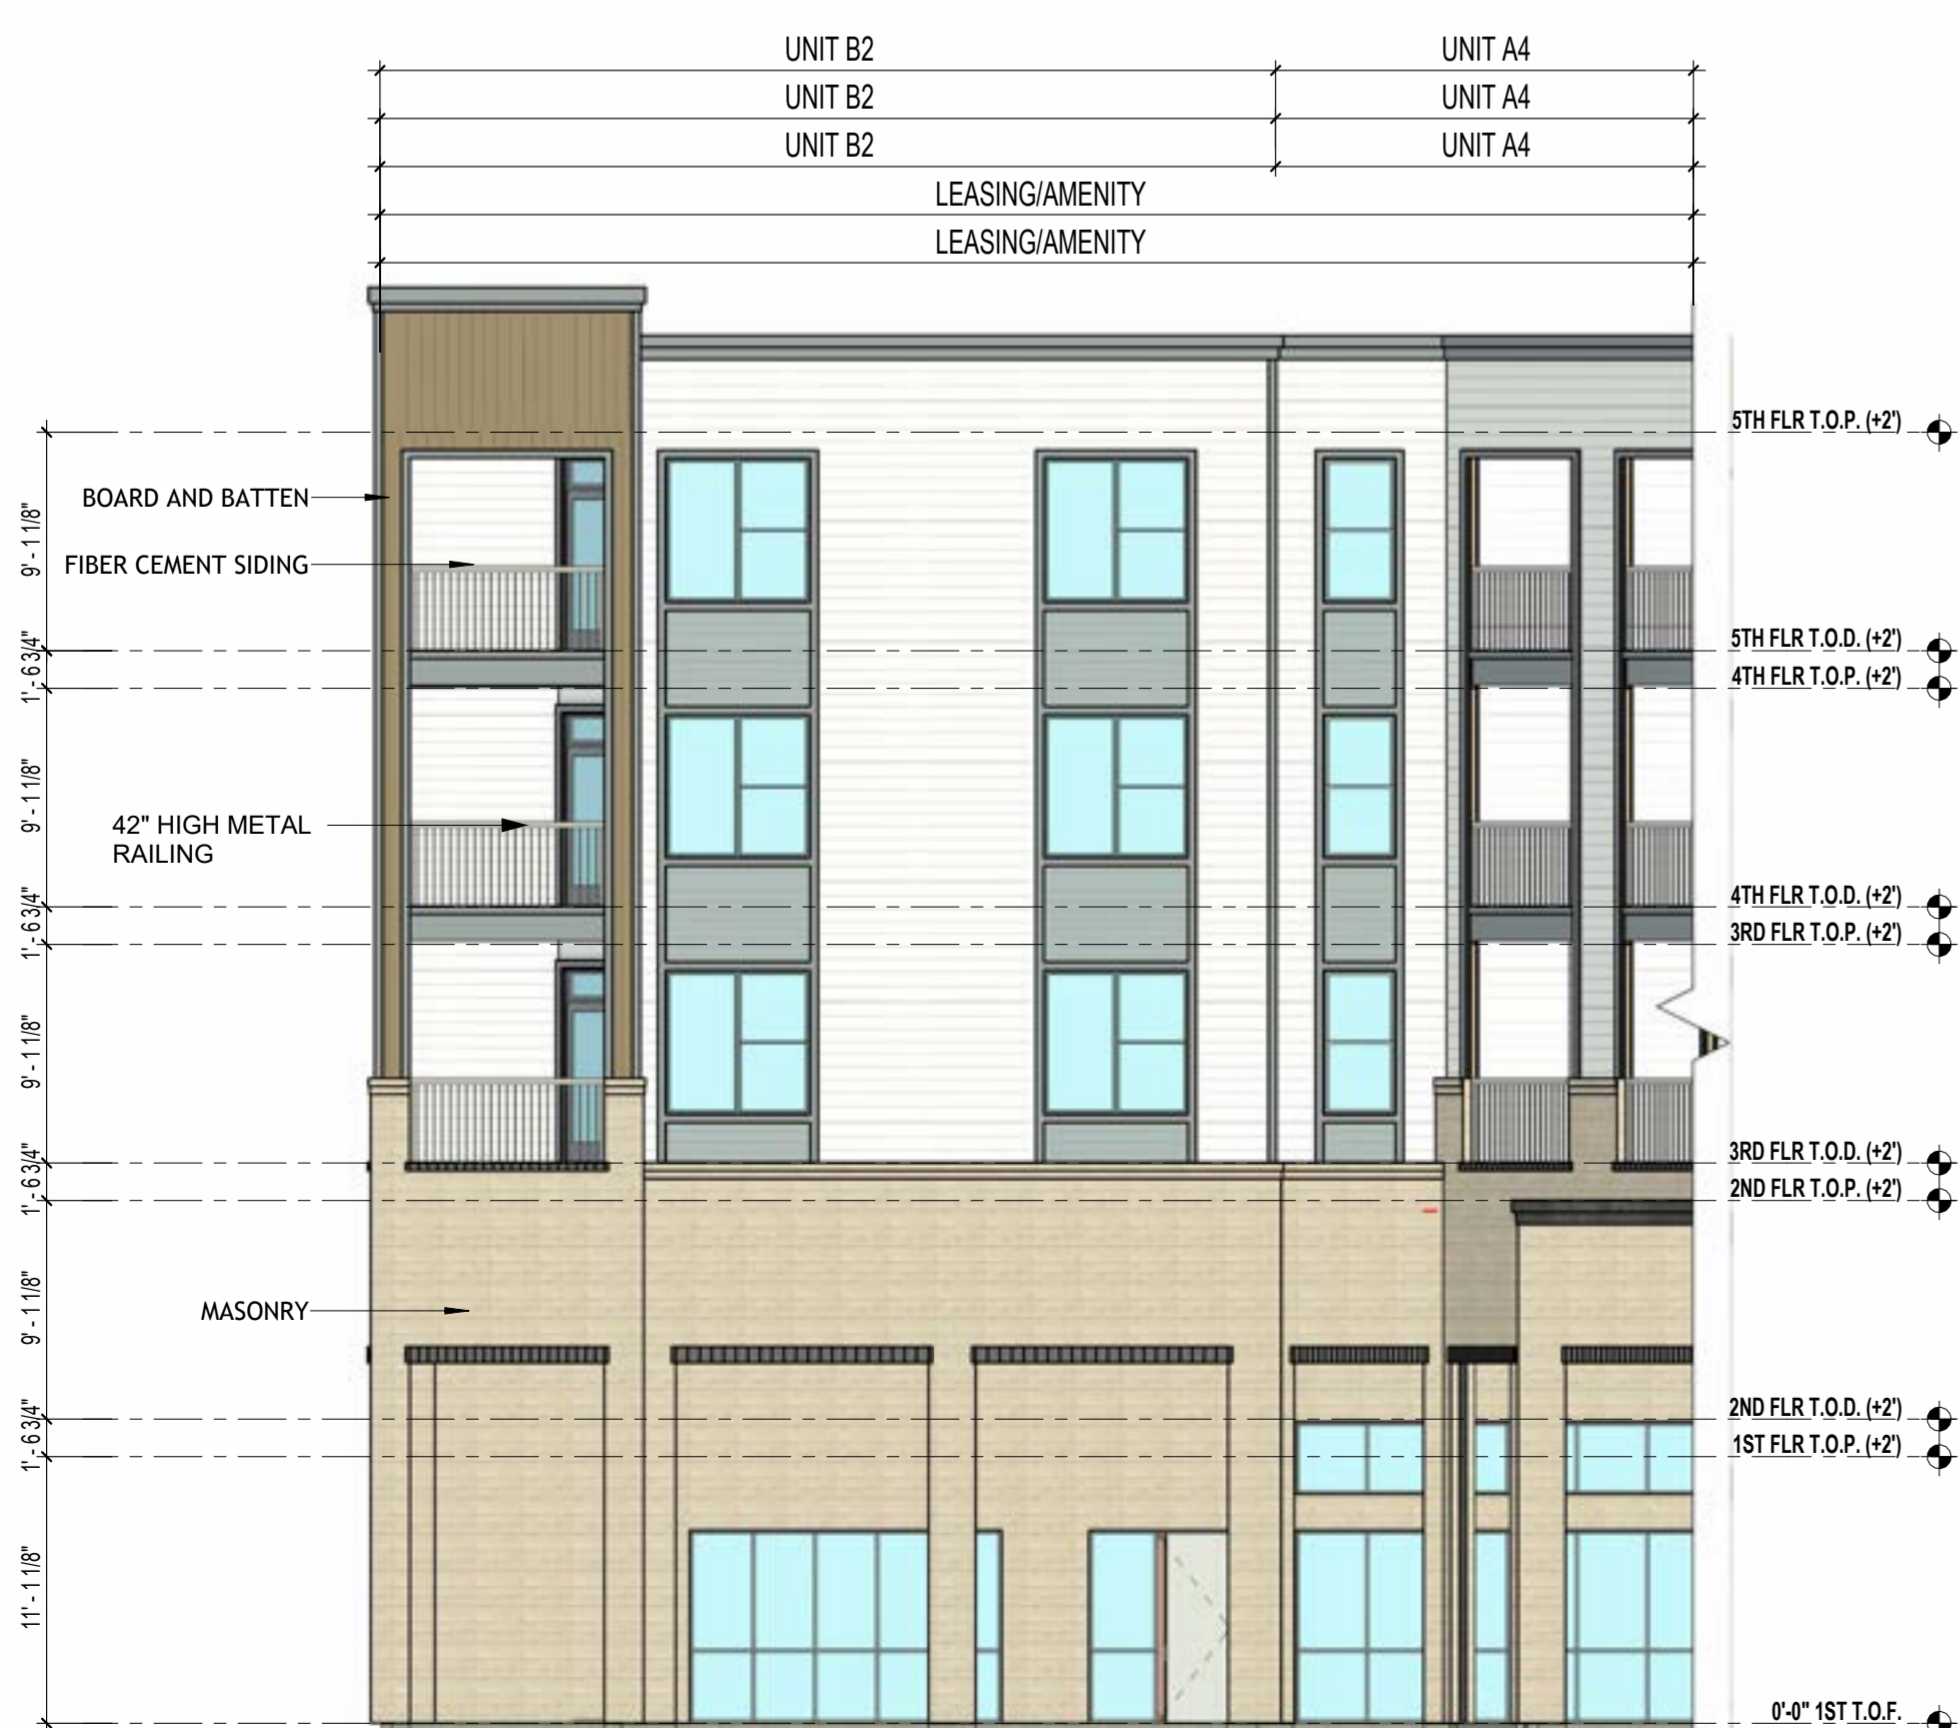 UNIT B2 UNIT A4
UNIT B2 UNIT A4
UNIT B2 UNIT A4
LEASING/AMENITY
LEASING/AMENITY
5TH FLR T.O.P. (+2')
BOARD AND BATTEN
9' - 1 1/8"
FIBER CEMENT SIDING
5TH FLR T.O.D. (+2')
1' - 6 3/4"
4TH FLR T.O.P. (+2')
9' - 1 1/8"
42" HIGH METAL
RAILING
4TH FLR T.O.D. (+2')
1' - 6 3/4"
3RD FLR T.O.P. (+2')
9' - 1 1/8"
3RD FLR T.O.D. (+2')
1' - 6 3/4"
2ND FLR T.O.P. (+2')
9' - 1 1/8"
MASONRY
2ND FLR T.O.D. (+2')
1' - 6 3/4"
1ST FLR T.O.P. (+2')
11' - 1 1/8"
0'-0" 1ST T.O.F.